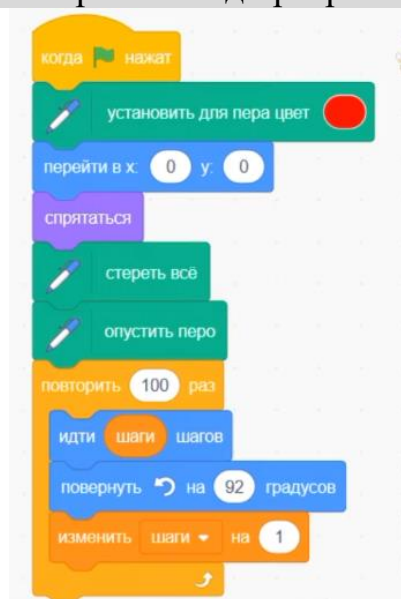 когда нажат
установить для пера цвет
перейти в x: 0 y: 0
спрятаться
стереть всё
опустить перо
повторить 100 раз
идти шаги шагов
повернуть на 92 градусов
изменить шаги на 1